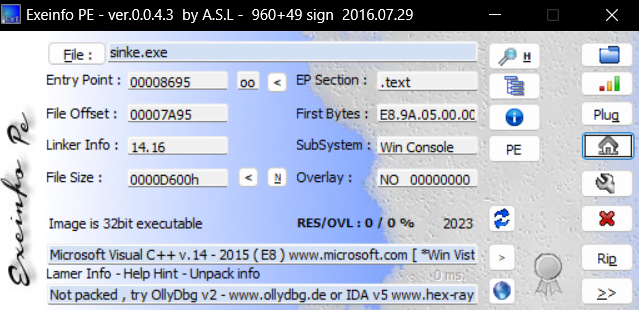 Exeinfo PE - ver.0.0.4.3 by A.S.L - 960+49 sign 2016.07.29
File : sinke.exe H
Entry Point : 00008695 oo < EP Section : .text
File Offset : 00007A95 First Bytes : E8.9A.05.00.00 Plug
Linker Info : 14.16 SubSystem : Win Console PE
File Size : 0000D600h < N Overlay : NO 00000000
Image is 32bit executable RES/OVL : 0 / 0 % 2023
Exeinfo Pe
Microsoft Visual C++ v.14 - 2015 ( E8 ) www.microsoft.com [ *Win Vist > Rip
Lamer Info - Help Hint - Unpack info 0 ms.
Not packed , try OllyDbg v2 - www.ollydbg.de or IDA v5 www.hex-ray >>